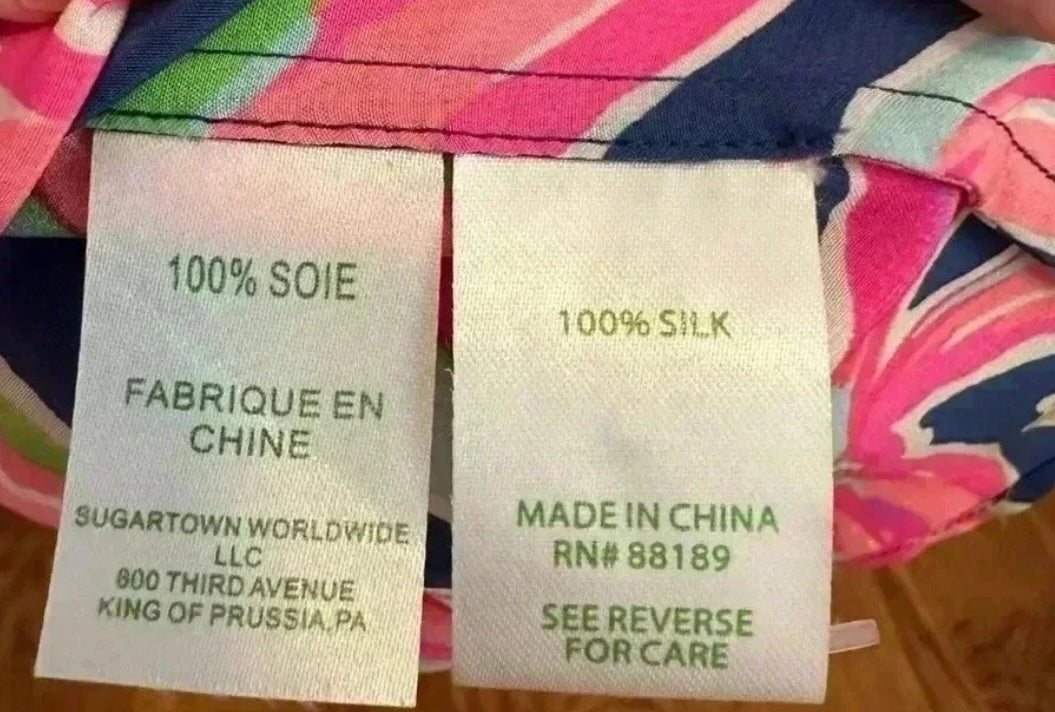 100% SOIE
FABRIQUE EN
CHINE
SUGARTOWN WORLDWIDE
LLC
800 THIRD AVENUE
KING OF PRUSSIA, PA
100% SILK
MADE IN CHINA
RN# 88189
SEE REVERSE
FOR CARE